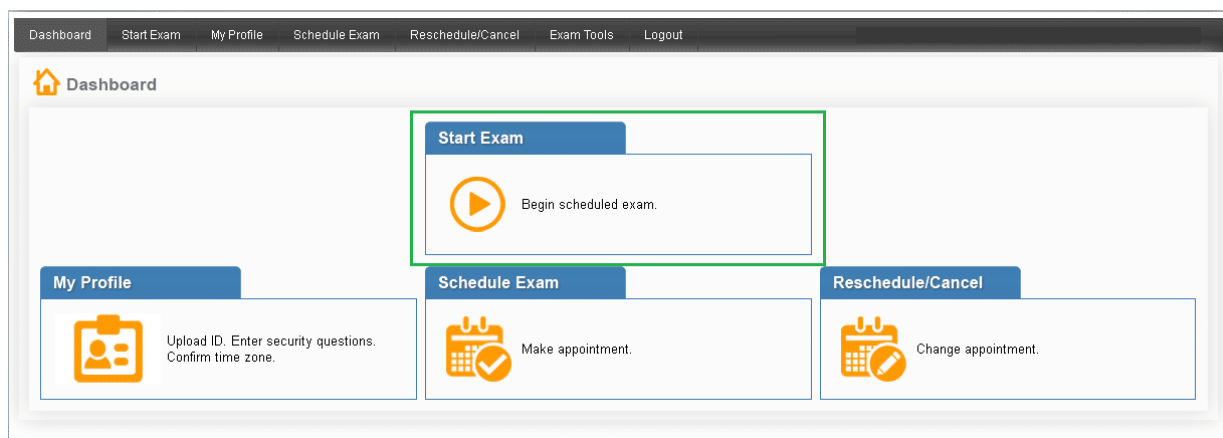 Dashboard Start Exam My Profile Schedule Exam Reschedule/Cancel Exam Tools Logout
Dashboard
Start Exam
Begin scheduled exam.
My Profile
Upload ID. Enter security questions.
Confirm time zone.
Schedule Exam
Make appointment.
Reschedule/Cancel
Change appointment.